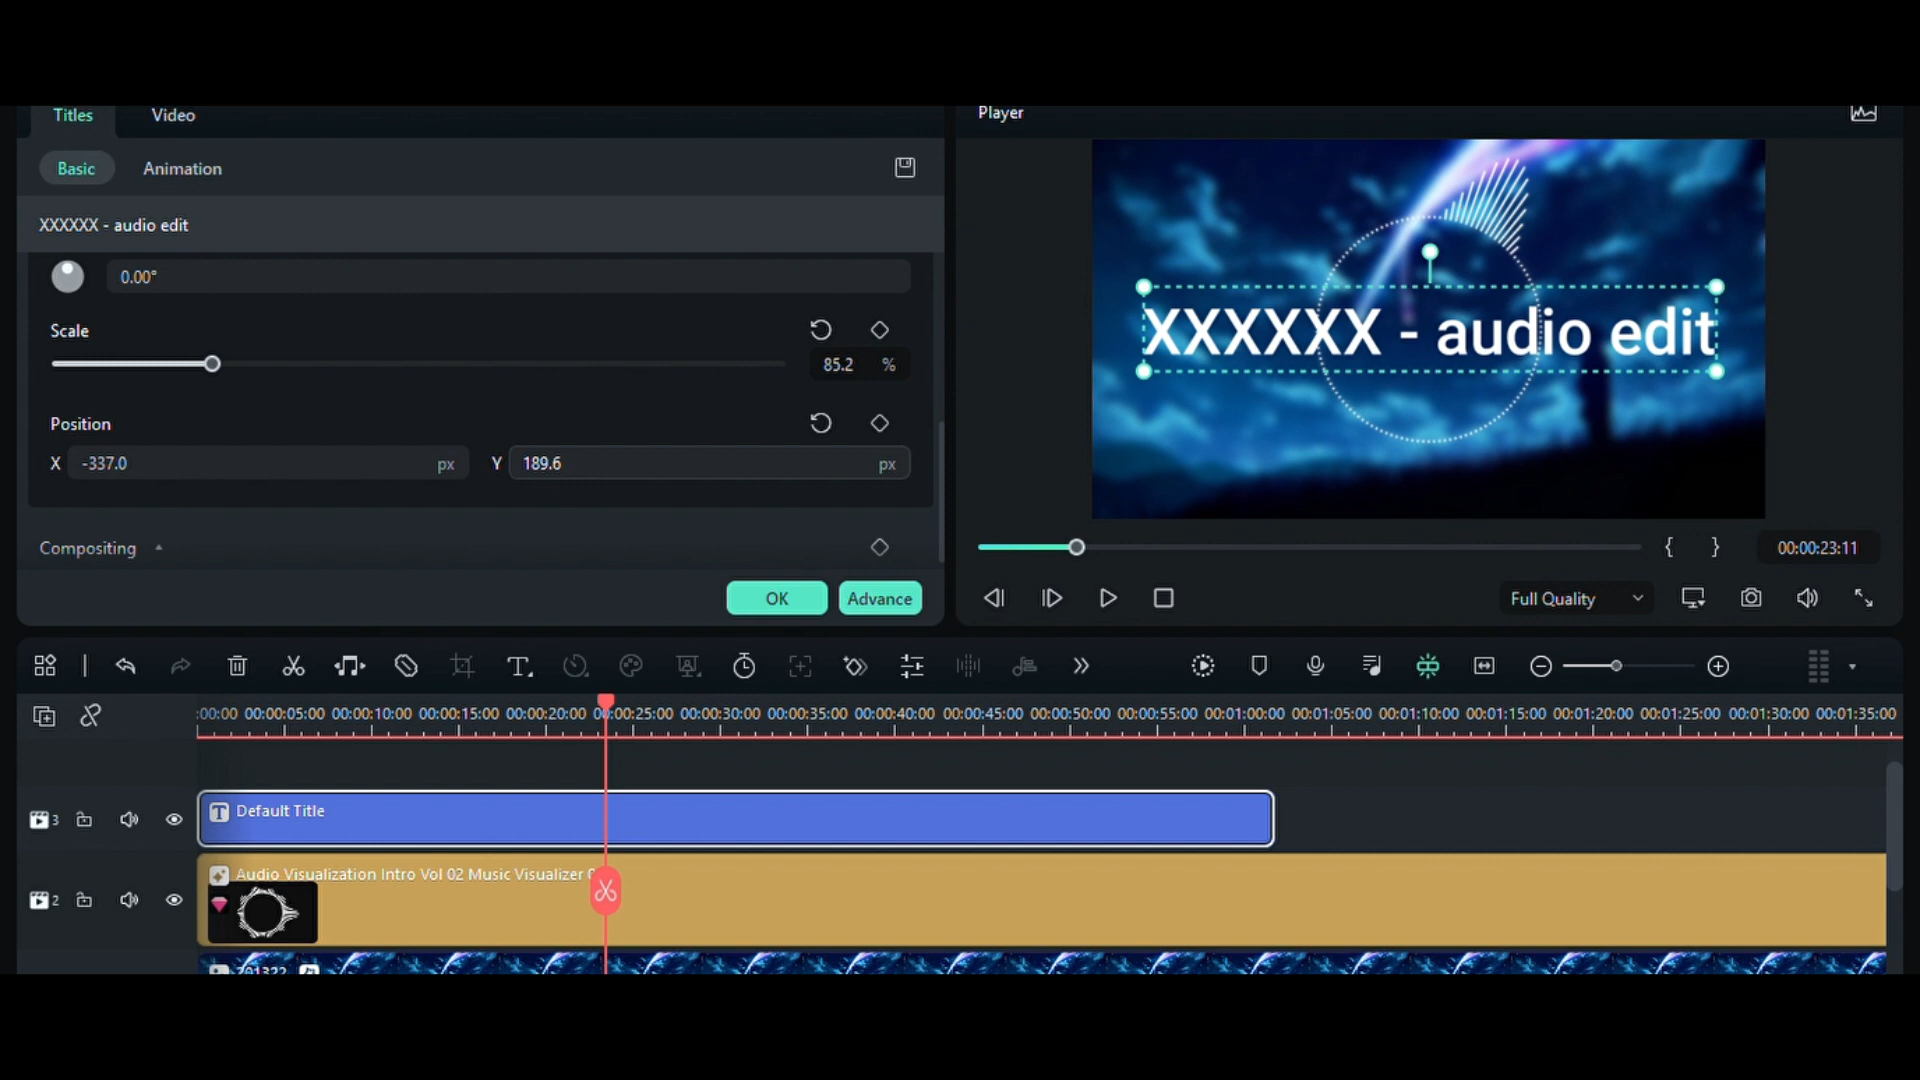 Titles Video
Player
Basic Animation
XXXXXX - audio edit
0.00°
Scale
85.2 %
Position
X -337.0 px Y 189.6 px
Compositing
OK Advance
XXXXXX - audio edit
{ } 00:00:23:11
Full Quality
:00:00 00:00:05:00 00:00:10:00 00:00:15:00 00:00:20:00 00:00:25:00 00:00:30:00 00:00:35:00 00:00:40:00 00:00:45:00 00:00:50:00 00:00:55:00 00:01:00:00 00:01:05:00 00:01:10:00 00:01:15:00 00:01:20:00 00:01:25:00 00:01:30:00 00:01:35:00
3 T Default Title
Audio Visualization Intro Vol 02 Music Visualizer
2